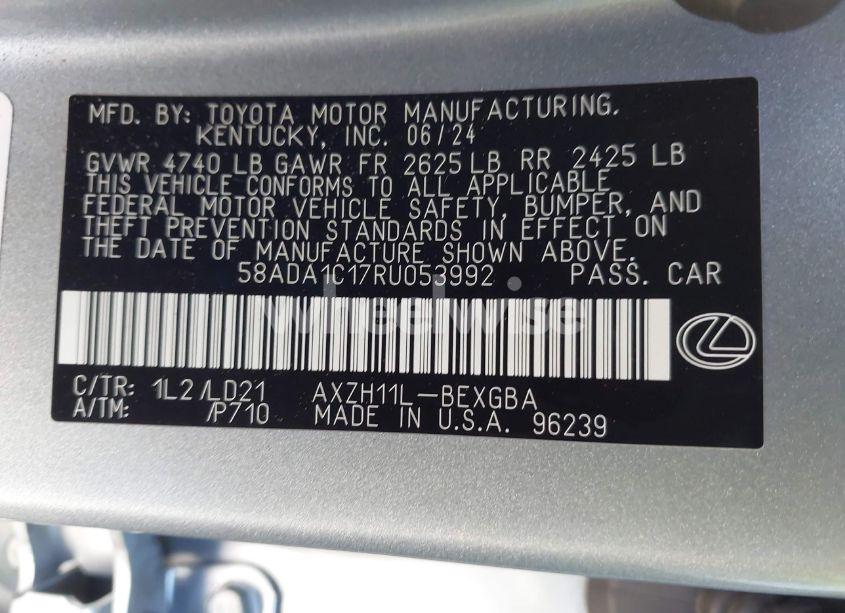 MFD. BY: TOYOTA MOTOR MANUFACTURING.
KENTUCKY, INC. 06/24
GVWR 4740 LB GAWR FR 2625 LB RR 2425 LB
THIS VEHICLE CONFORMS TO ALL APPLICABLE
FEDERAL MOTOR VEHICLE SAFETY, BUMPER, AND
THEFT PREVENTION STANDARDS IN EFFECT ON
THE DATE OF MANUFACTURE SHOWN ABOVE.
58ADA1C17RU053992 PASS. CAR
wheelwise
C/TR: 1L2 /LD21 AXZH11L-BEXGBA
A/TM: /P710 MADE IN U.S.A. 96239